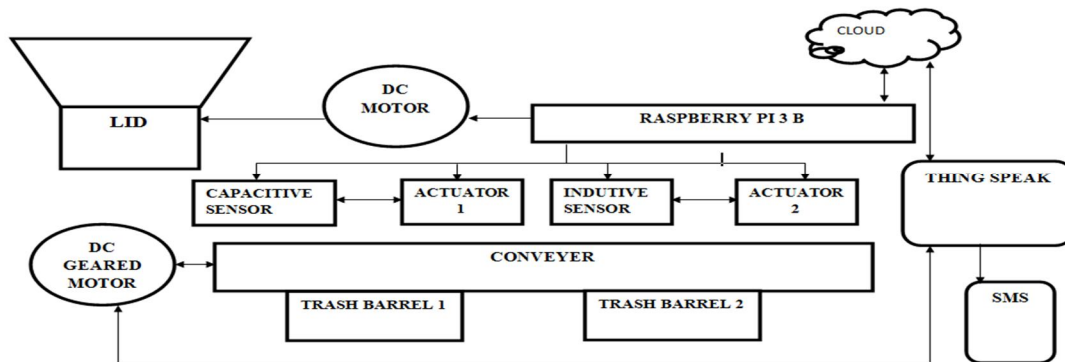 CLOUD
DC
MOTOR
LID
RASPBERRY PI 3 B
THING SPEAK
CAPACITIVE
SENSOR
ACTUATOR
1
INDUTIVE
SENSOR
ACTUATOR
2
DC
GEARED
MOTOR
CONVEYER
TRASH BARREL 1
TRASH BARREL 2
SMS